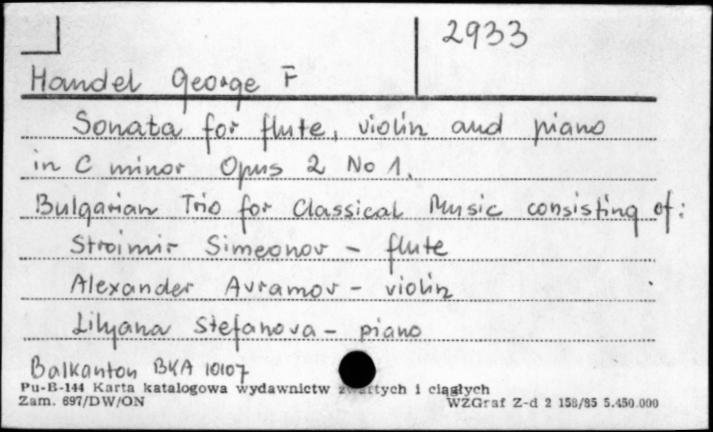 2933
Handel George F
Sonata for flute, violin and piano
in C minor Opus 2 No 1.
Bulgarian Trio for Classical Music consisting of:
Stroimir Simeonov - flute
Alexander Avramov - violin
Lilyana Stefanova - piano
Balkanton BKA 10107
Pu-B-144 Karta katalogowa wydawnictw zwartych i ciągłych
Zam. 697/DW/ON WZGraf Z-d 2 158/85 5.450.000